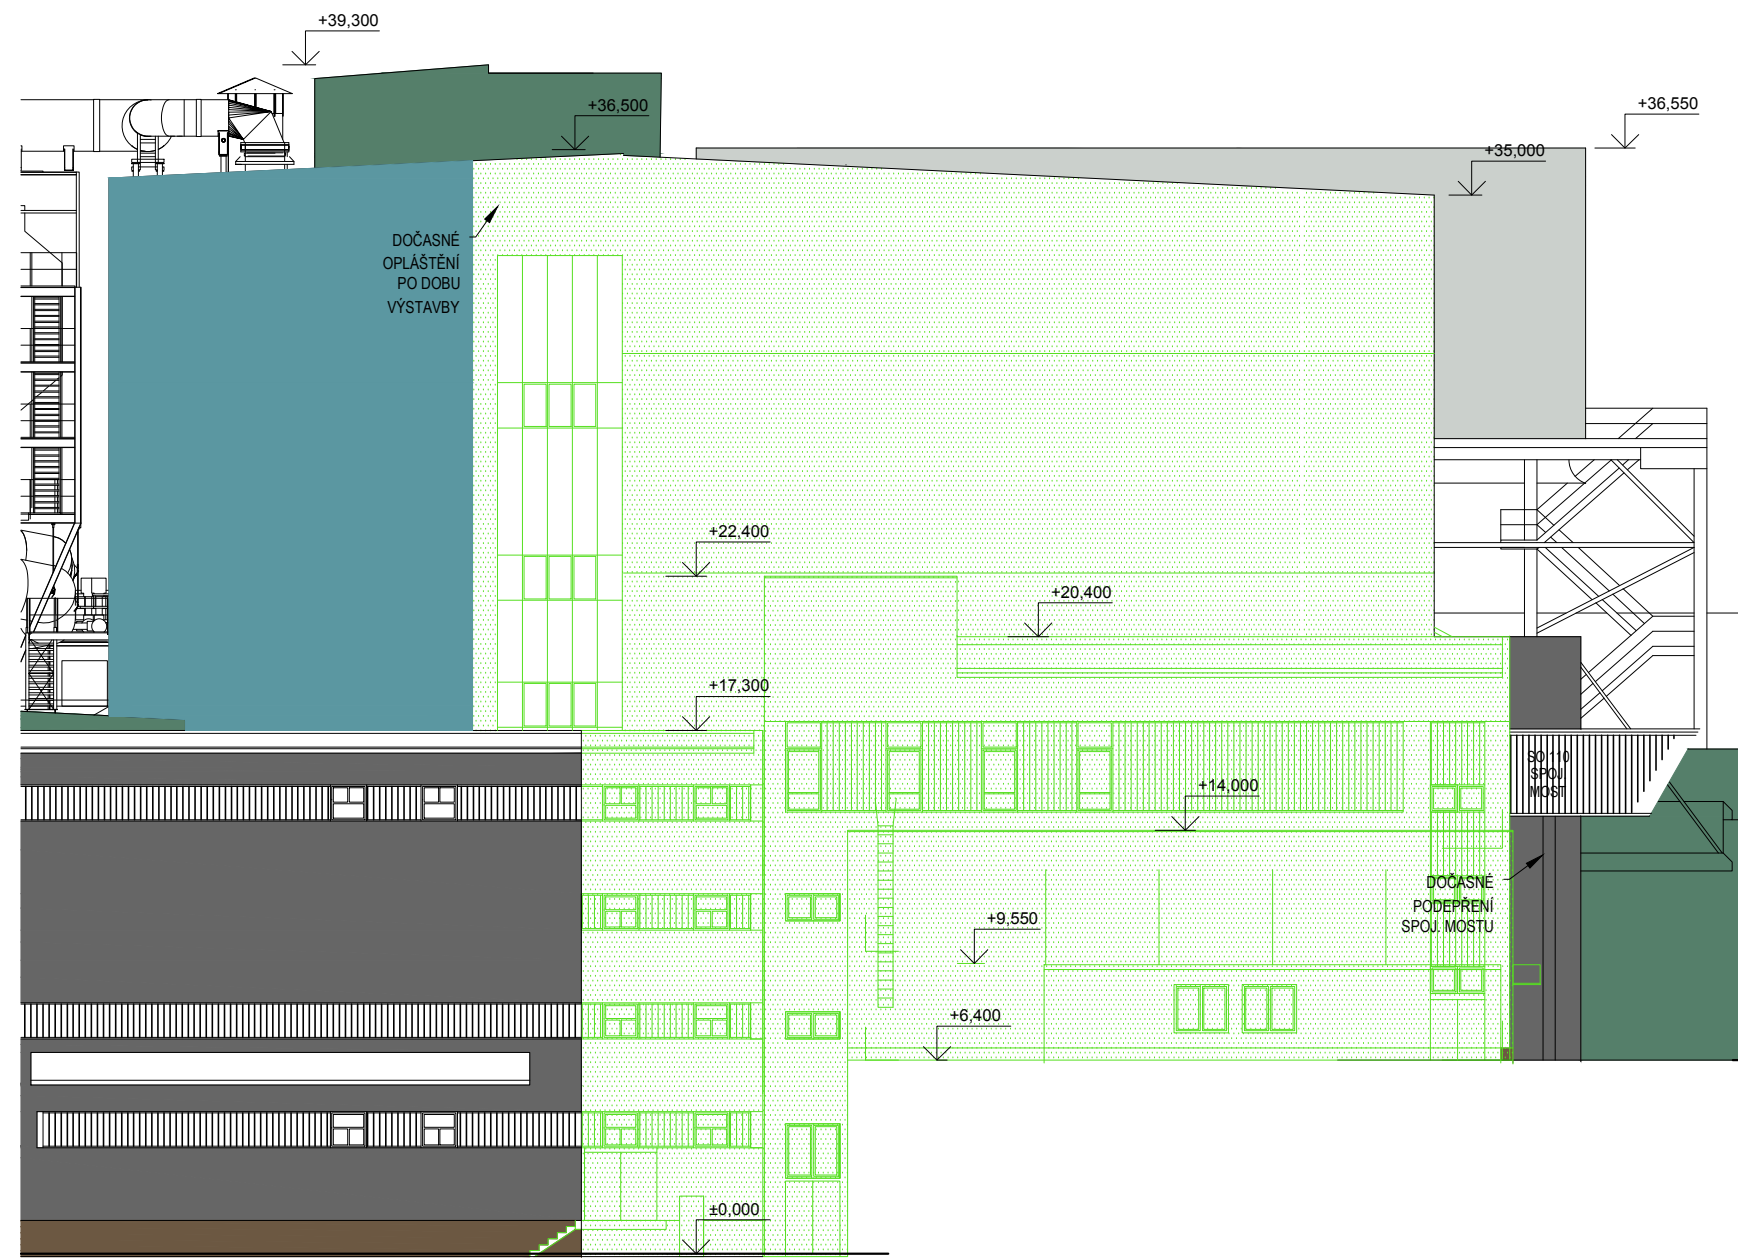 +39,300
+36,500
+36,550
+35,000
DOČASNÉ
OPLÁŠTĚNÍ
PO DOBU
VÝSTAVBY
+22,400
+20,400
+17,300
SO 110
SPOJ.
MOST
+14,000
DOČASNÉ
PODEPŘENÍ
SPOJ. MOSTU
+9,550
+6,400
±0,000